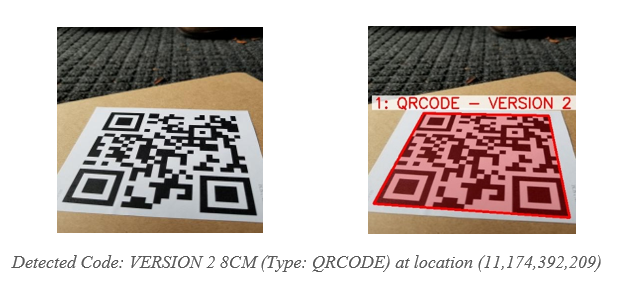 1: QRCODE – VERSION 2
Detected Code: VERSION 2 8CM (Type: QRCODE) at location (11,174,392,209)